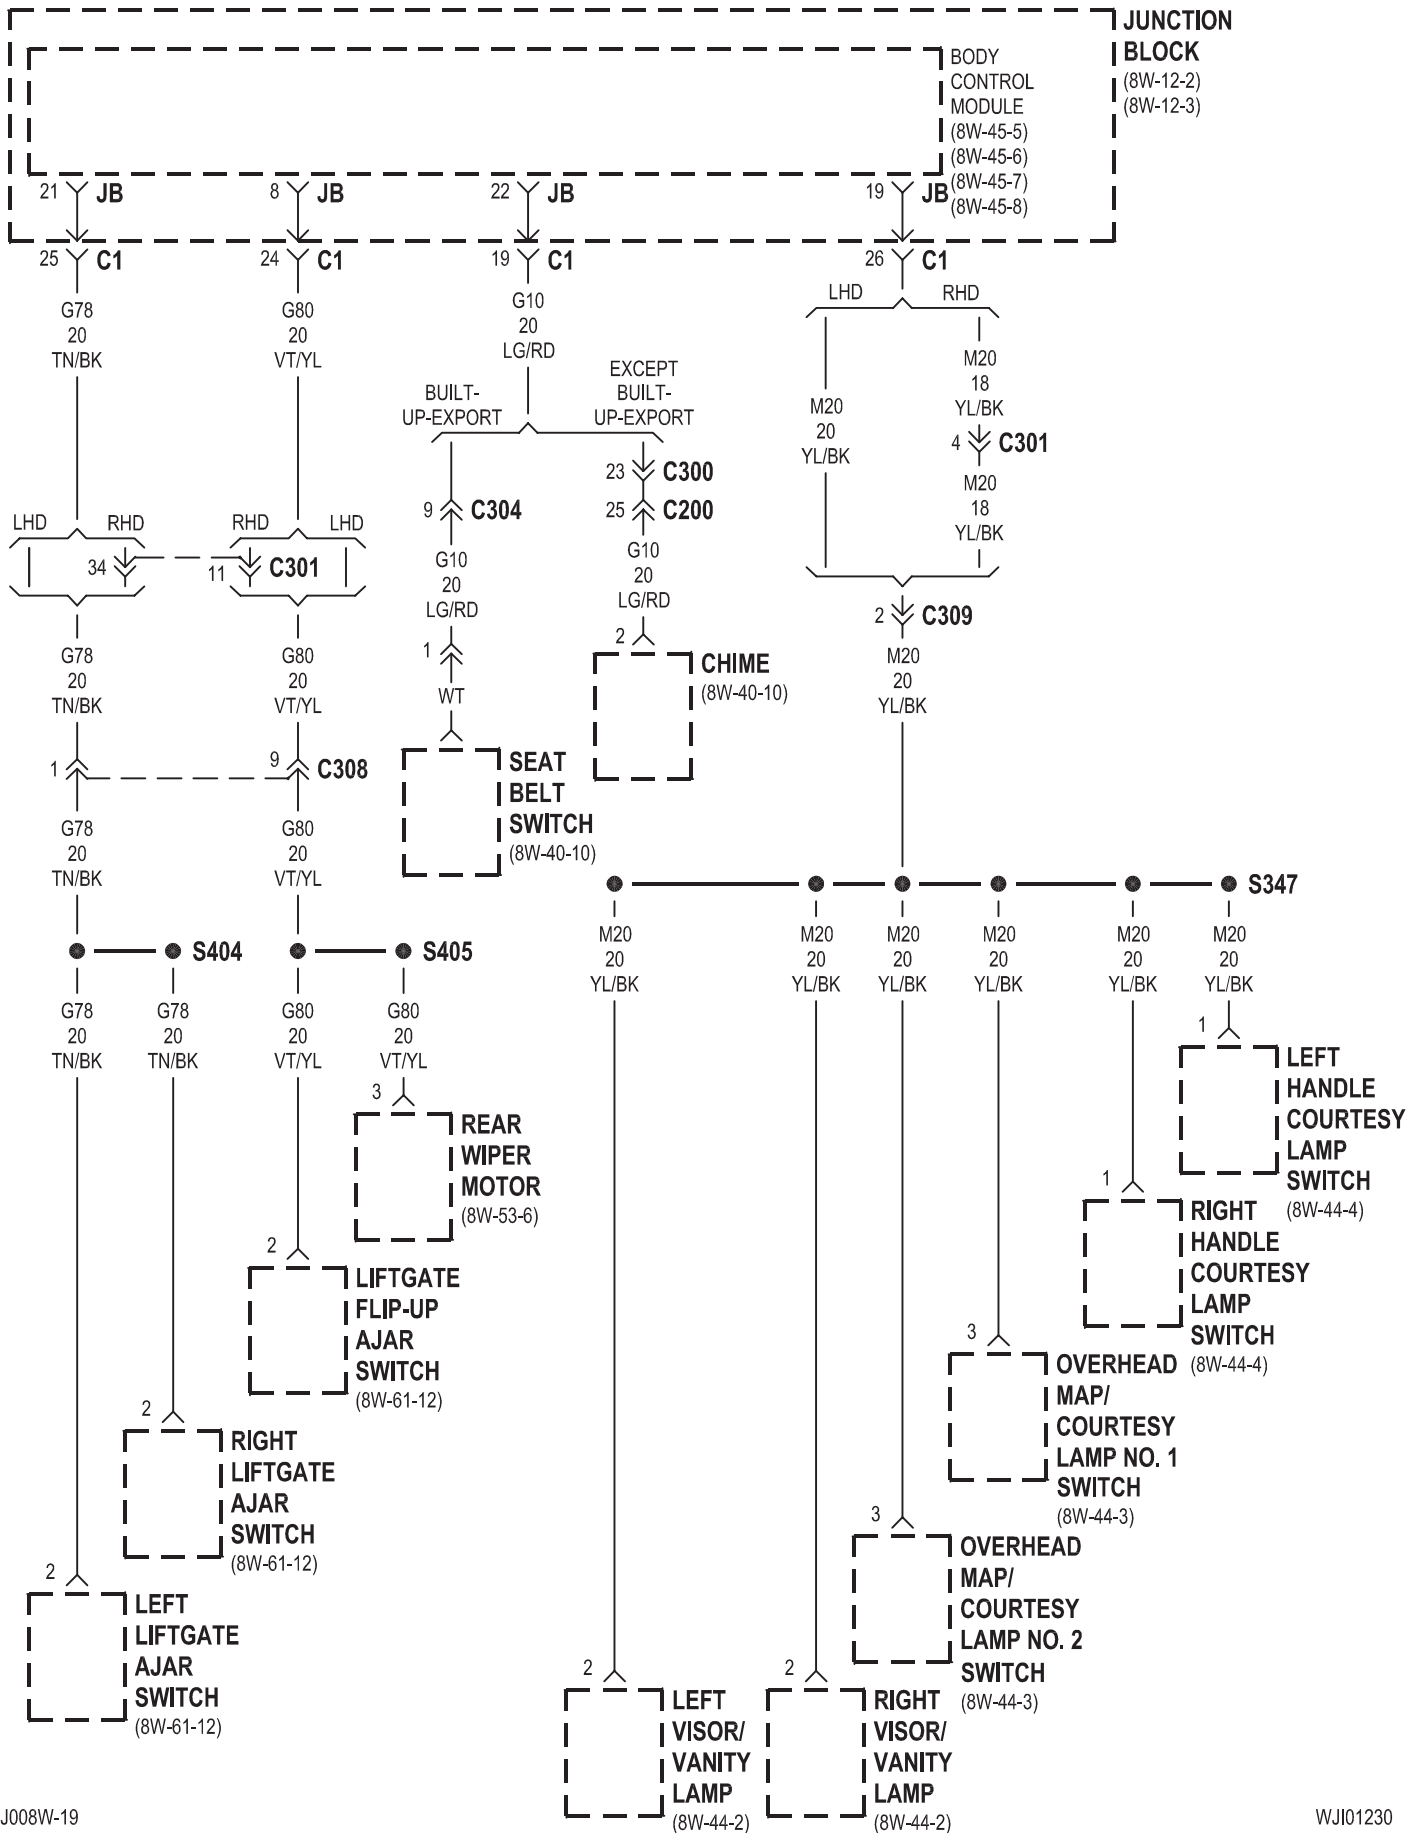 JUNCTION
BLOCK
(8W-12-2)
(8W-12-3)
BODY
CONTROL
MODULE
(8W-45-5)
(8W-45-6)
(8W-45-7)
(8W-45-8)
21 JB
8 JB
22 JB
19 JB
25 C1
24 C1
19 C1
26 C1
G78
20
TN/BK
G80
20
VT/YL
G10
20
LG/RD
LHD
RHD
M20
20
YL/BK
M20
18
YL/BK
4 C301
M20
18
YL/BK
BUILT-
UP-EXPORT
EXCEPT
BUILT-
UP-EXPORT
23 C300
9 C304
25 C200
LHD
RHD
RHD
LHD
34
11 C301
G10
20
LG/RD
G10
20
LG/RD
2 C309
G78
20
TN/BK
G80
20
VT/YL
1
WT
2
CHIME
(8W-40-10)
M20
20
YL/BK
1
9 C308
SEAT
BELT
SWITCH
(8W-40-10)
G78
20
TN/BK
G80
20
VT/YL
S347
S404
S405
M20
20
YL/BK
M20
20
YL/BK
M20
20
YL/BK
M20
20
YL/BK
M20
20
YL/BK
M20
20
YL/BK
G78
20
TN/BK
G78
20
TN/BK
G80
20
VT/YL
G80
20
VT/YL
1
LEFT
HANDLE
COURTESY
LAMP
SWITCH
(8W-44-4)
3
REAR
WIPER
MOTOR
(8W-53-6)
1
RIGHT
HANDLE
COURTESY
LAMP
SWITCH
(8W-44-4)
2
LIFTGATE
FLIP-UP
AJAR
SWITCH
(8W-61-12)
3
OVERHEAD
MAP/
COURTESY
LAMP NO. 1
SWITCH
(8W-44-3)
2
RIGHT
LIFTGATE
AJAR
SWITCH
(8W-61-12)
3
OVERHEAD
MAP/
COURTESY
LAMP NO. 2
SWITCH
(8W-44-3)
2
LEFT
LIFTGATE
AJAR
SWITCH
(8W-61-12)
2
LEFT
VISOR/
VANITY
LAMP
(8W-44-2)
2
RIGHT
VISOR/
VANITY
LAMP
(8W-44-2)
J008W-19
WJI01230